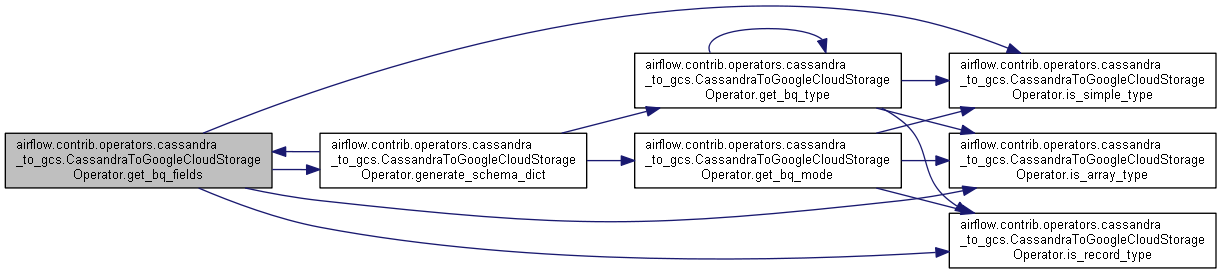 airflow.contrib.operators.cassandra
_to_gcs.CassandraToGoogleCloudStorage
Operator.get_bq_fields
airflow.contrib.operators.cassandra
_to_gcs.CassandraToGoogleCloudStorage
Operator.generate_schema_dict
airflow.contrib.operators.cassandra
_to_gcs.CassandraToGoogleCloudStorage
Operator.get_bq_type
airflow.contrib.operators.cassandra
_to_gcs.CassandraToGoogleCloudStorage
Operator.get_bq_mode
airflow.contrib.operators.cassandra
_to_gcs.CassandraToGoogleCloudStorage
Operator.is_simple_type
airflow.contrib.operators.cassandra
_to_gcs.CassandraToGoogleCloudStorage
Operator.is_array_type
airflow.contrib.operators.cassandra
_to_gcs.CassandraToGoogleCloudStorage
Operator.is_record_type